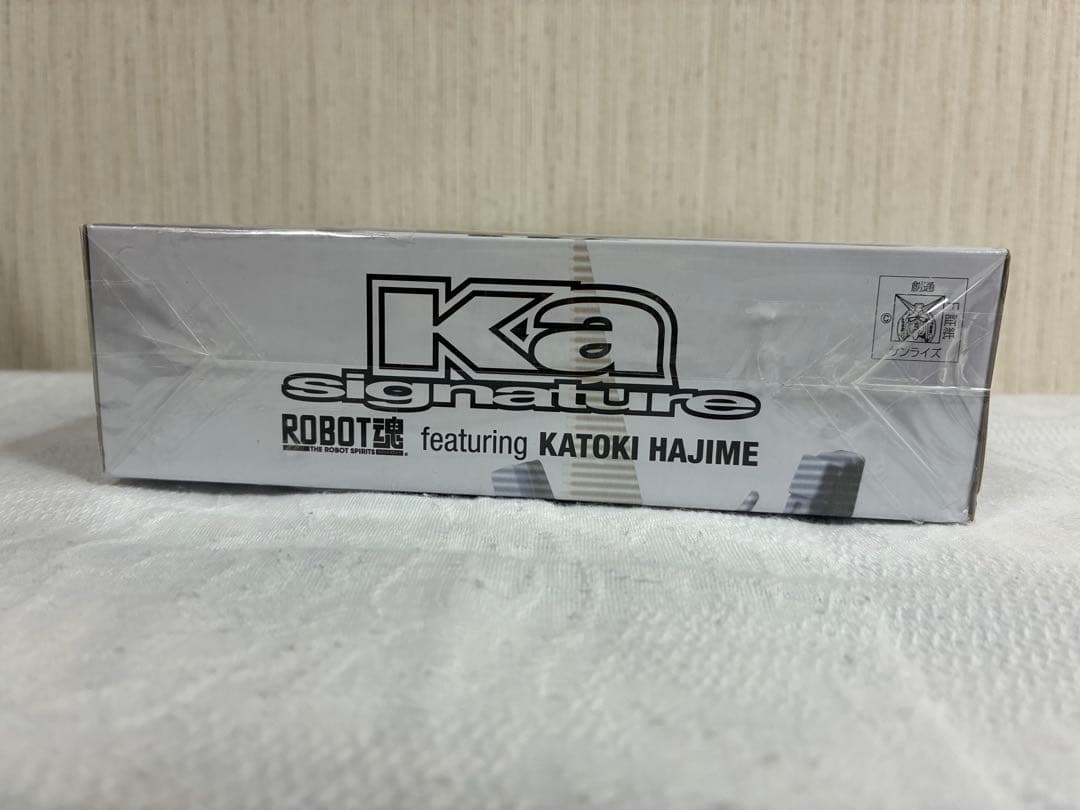 Ka
signature
ROBOT魂 featuring KATOKI HAJIME
THE ROBOT SPIRITS
創通
©
サンライズ